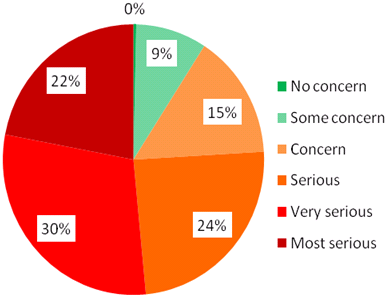 0%
9%
15%
24%
30%
22%
No concern
Some concern
Concern
Serious
Very serious
Most serious